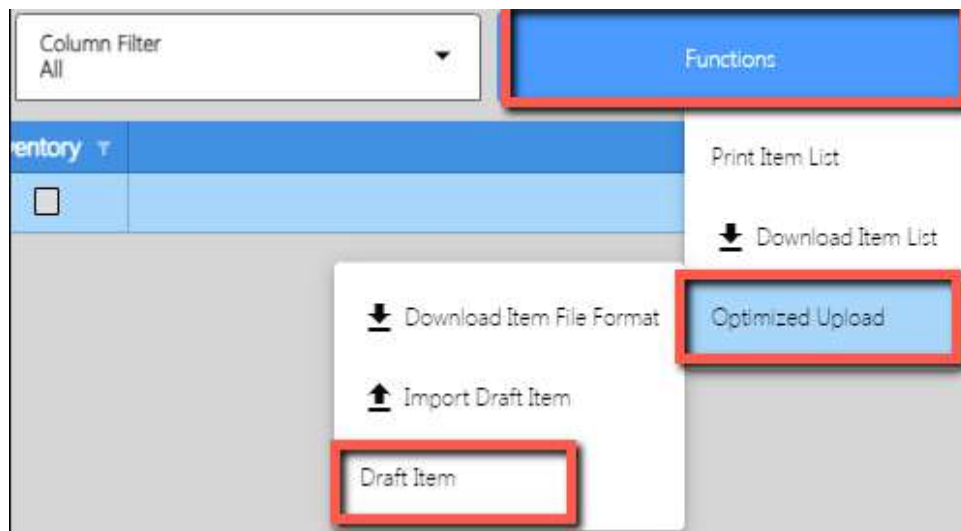 Column Filter
All
Functions
entory
Print Item List
Download Item List
Optimized Upload
Download Item File Format
Import Draft Item
Draft Item